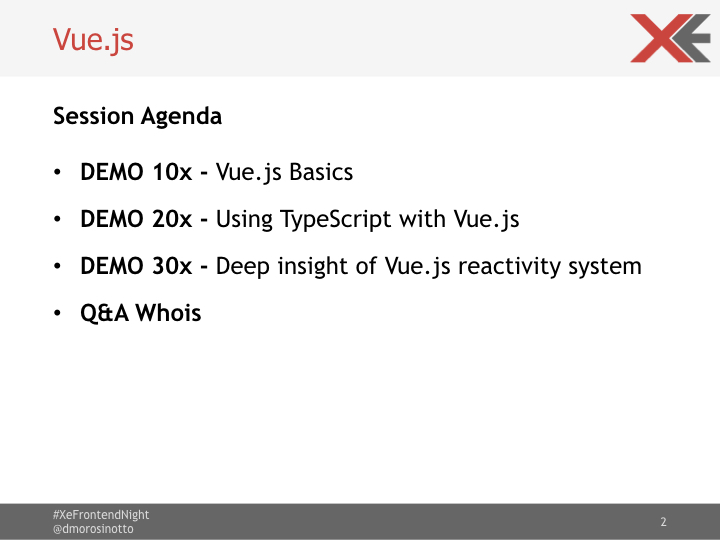 Vue.js
XE
Session Agenda
• DEMO 10x - Vue.js Basics
• DEMO 20x - Using TypeScript with Vue.js
• DEMO 30x - Deep insight of Vue.js reactivity system
• Q&A Whois
#XeFrontendNight
@dmorosinotto
2